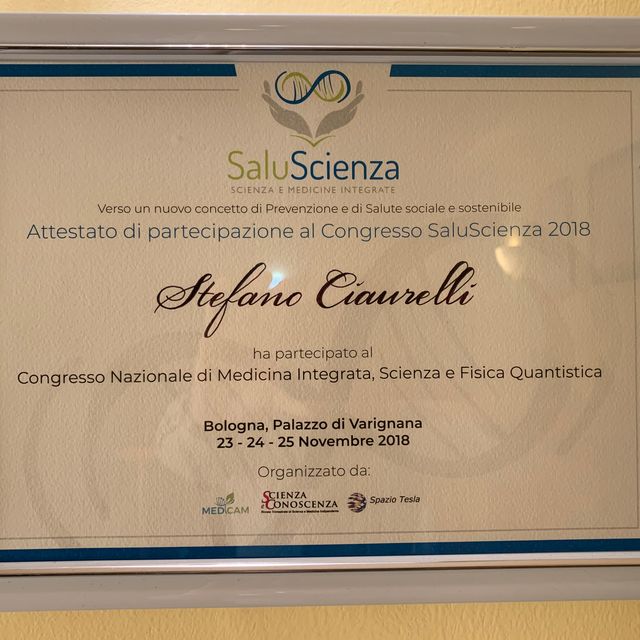 SaluScienza
SCIENZA E MEDICINE INTEGRATE
Verso un nuovo concetto di Prevenzione e di Salute sociale e sostenibile
Attestato di partecipazione al Congresso SaluScienza 2018
Stefano Ciaurelli
ha partecipato al
Congresso Nazionale di Medicina Integrata, Scienza e Fisica Quantistica
Bologna, Palazzo di Varignana
23 - 24 - 25 Novembre 2018
Organizzato da:
MEDICAM
SCIENZA E CONOSCENZA
Spazio Tesla